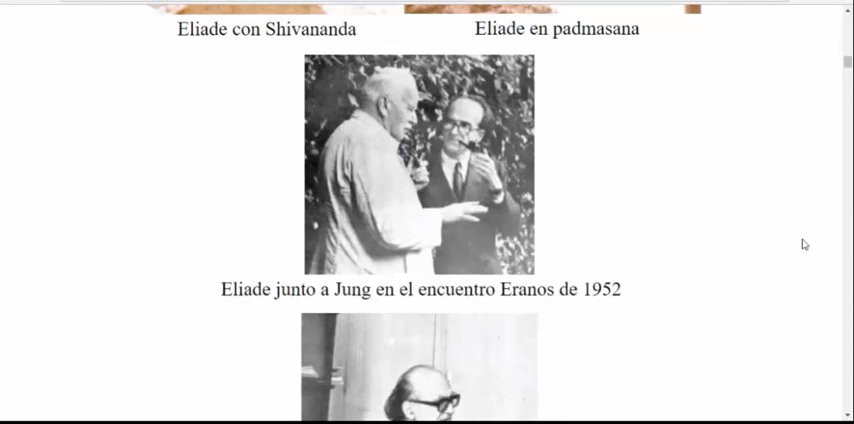 Eliade con Shivananda
Eliade en padmasana
Eliade junto a Jung en el encuentro Eranos de 1952